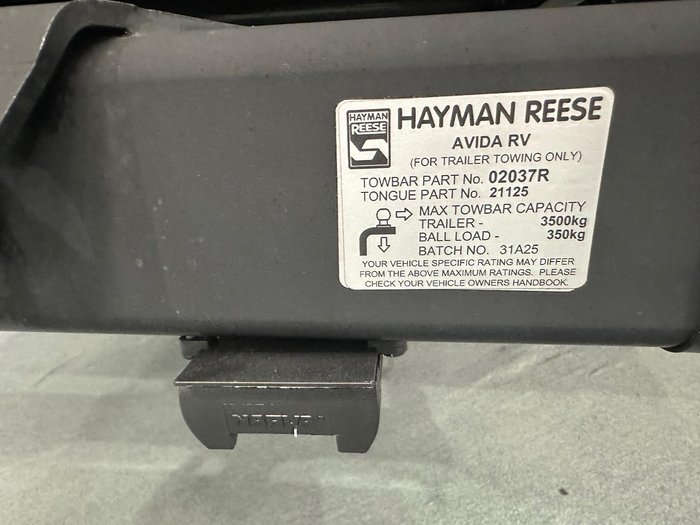 HAYMAN
REESE
HAYMAN REESE
AVIDA RV
(FOR TRAILER TOWING ONLY)
TOWBAR PART No. 02037R
TONGUE PART No. 21125
MAX TOWBAR CAPACITY
TRAILER - 3500kg
BALL LOAD - 350kg
BATCH NO. 31A25
YOUR VEHICLE SPECIFIC RATING MAY DIFFER
FROM THE ABOVE MAXIMUM RATINGS. PLEASE
CHECK YOUR VEHICLE OWNERS HANDBOOK.